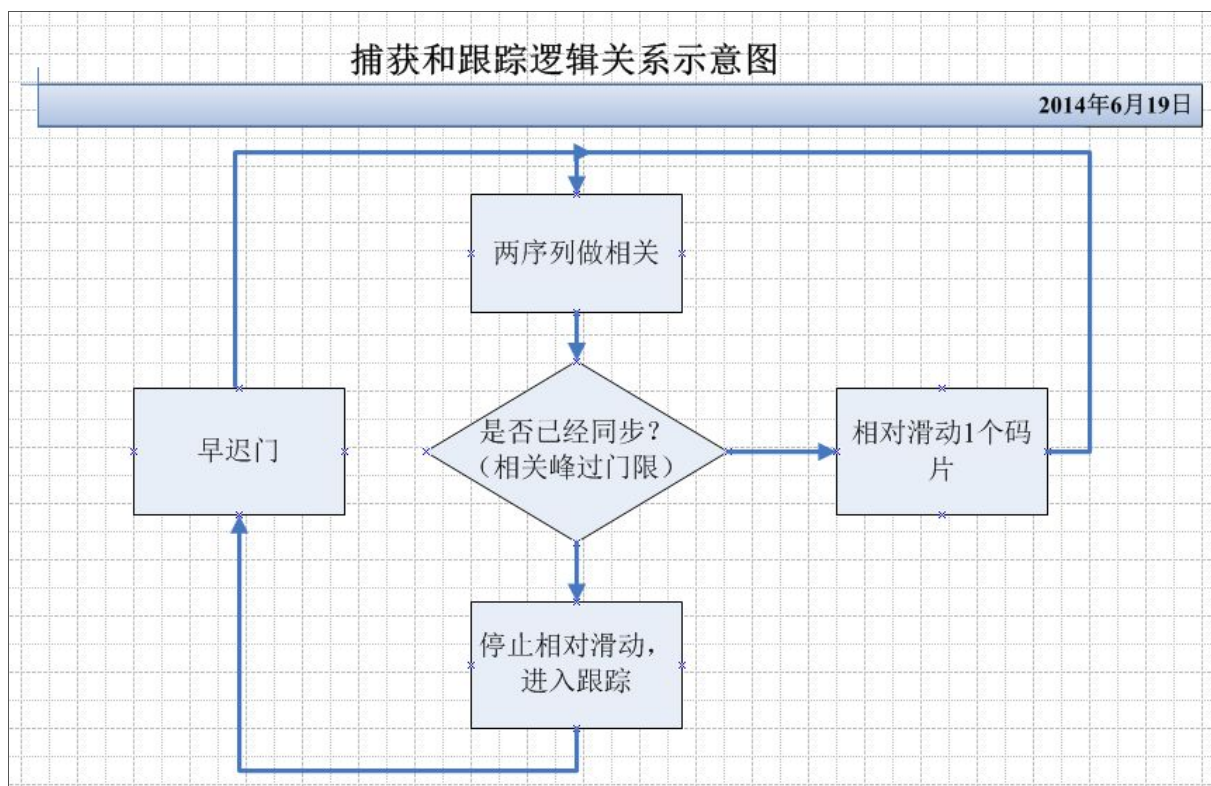 捕获和跟踪逻辑关系示意图
2014年6月19日
两序列做相关
早迟门
是否已经同步？
（相关峰过门限）
相对滑动1个码
片
停止相对滑动，
进入跟踪